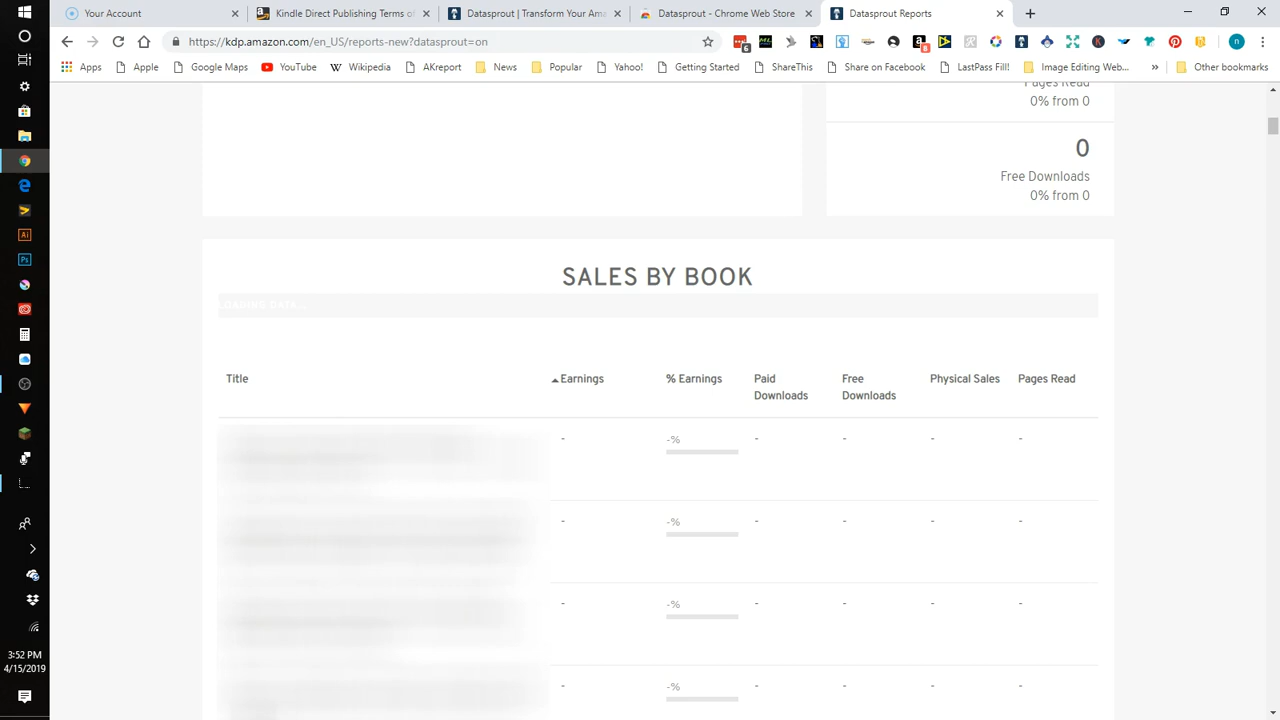 Your Account
Kindle Direct Publishing Terms of
Datasprout | Transform Your Ama
Datasprout - Chrome Web Store
Datasprout Reports
https://kdp.amazon.com/en_US/reports-new?datasprout=on
Apps
Apple
Google Maps
YouTube
Wikipedia
AKreport
News
Popular
Yahoo!
Getting Started
ShareThis
Share on Facebook
LastPass Fill!
Image Editing Web...
Other bookmarks
Pages Read
0% from 0
0
Free Downloads
0% from 0
SALES BY BOOK
LOADING DATA...
Title
Earnings
% Earnings
Paid
Downloads
Free
Downloads
Physical Sales
Pages Read
- -% - - - -
- -% - - - -
- -% - - - -
- -% - - - -
3:52 PM
4/15/2019